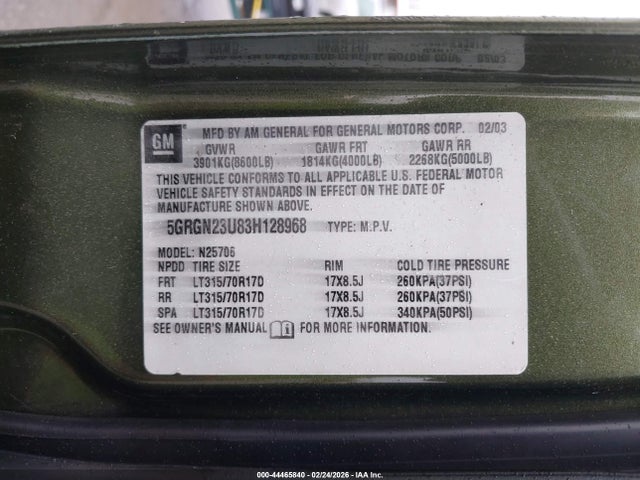 GM
MFD BY AM GENERAL FOR GENERAL MOTORS CORP. 02/03
GVWR GAWR FRT GAWR RR
3901KG(8600LB) 1814KG(4000LB) 2268KG(5000LB)
THIS VEHICLE CONFORMS TO ALL APPLICABLE U.S. FEDERAL MOTOR
VEHICLE SAFETY STANDARDS IN EFFECT ON THE DATE OF
MANUFACTURE SHOWN ABOVE.
5GRGN23U83H128968 TYPE: M.P.V.
MODEL: N25706
NPDD TIRE SIZE RIM COLD TIRE PRESSURE
FRT LT315/70R17D 17X8.5J 260KPA(37PSI)
RR LT315/70R17D 17X8.5J 260KPA(37PSI)
SPA LT315/70R17D 17X8.5J 340KPA(50PSI)
SEE OWNER'S MANUAL FOR MORE INFORMATION.
000-44465840 - 02/24/2026 - IAA Inc.